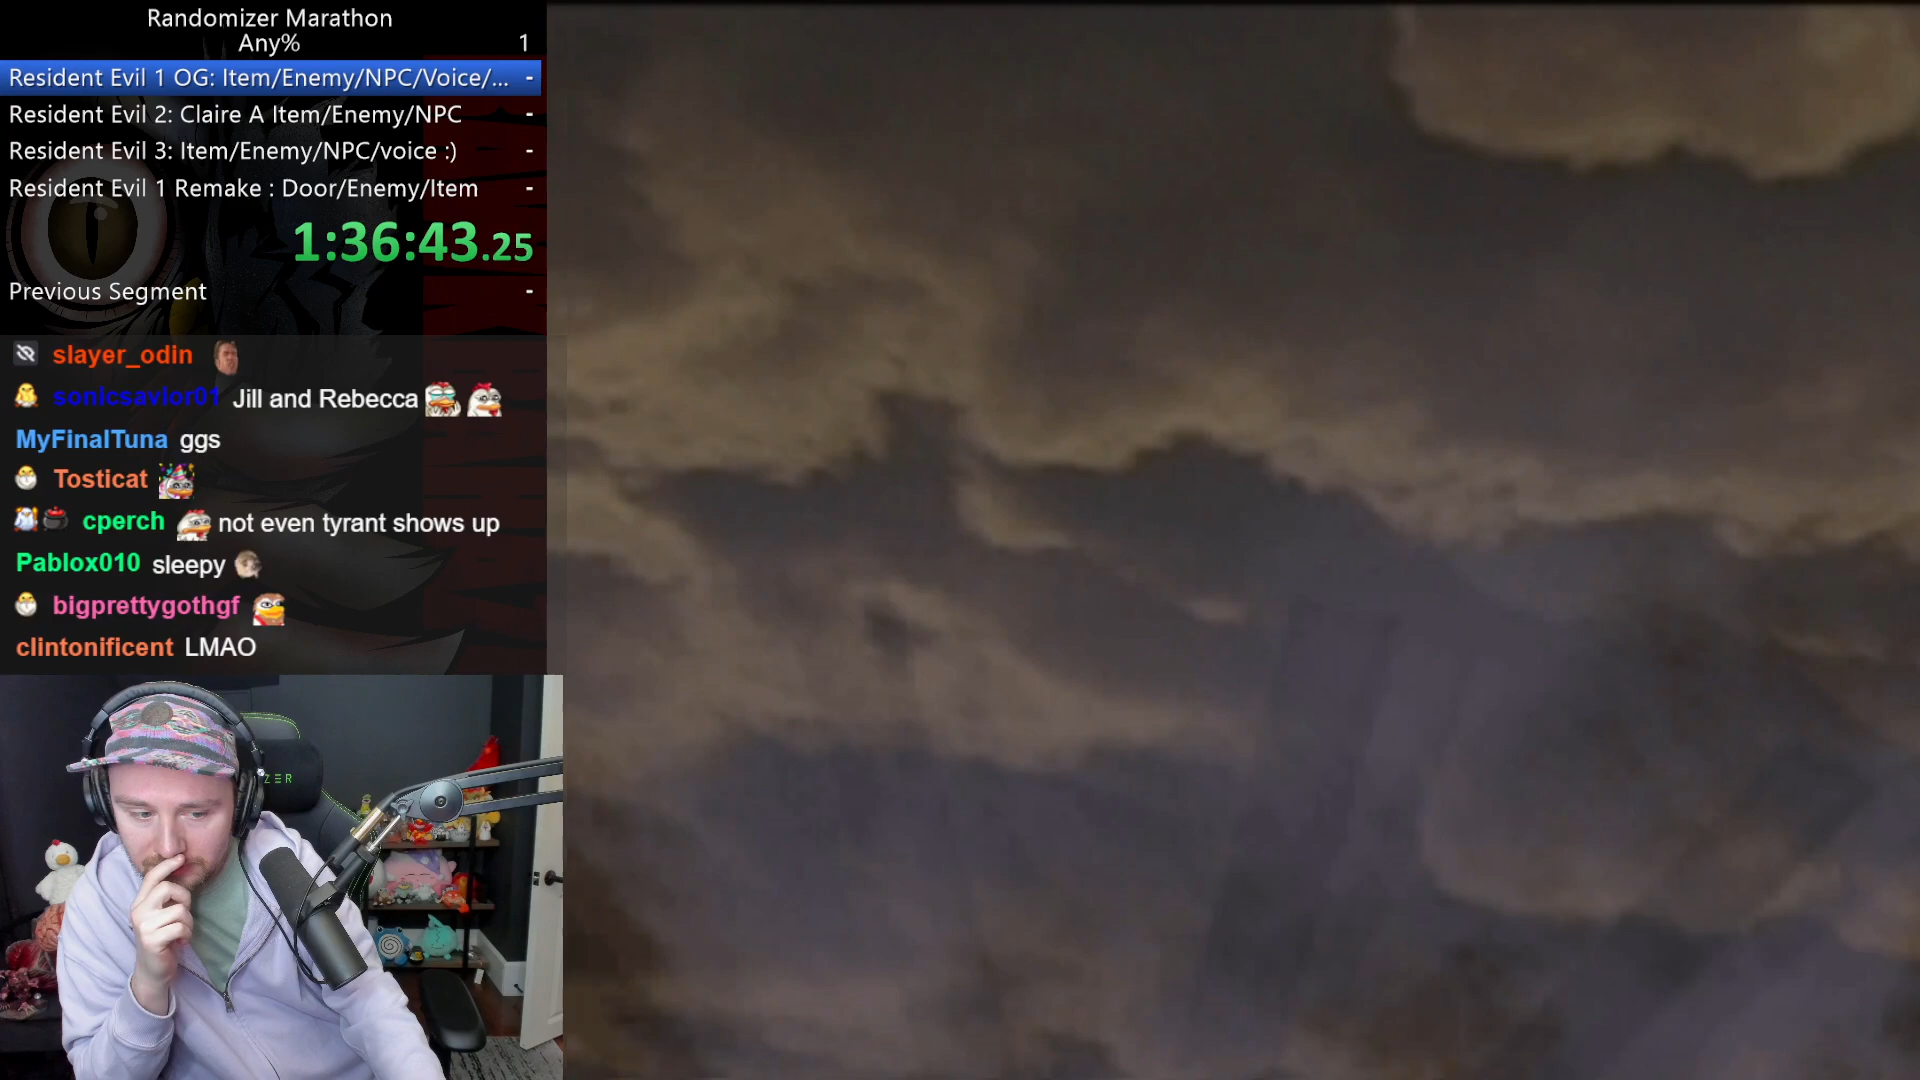 Randomizer Marathon
Any% 1
Resident Evil 1 OG: Item/Enemy/NPC/Voice/... -
Resident Evil 2: Claire A Item/Enemy/NPC -
Resident Evil 3: Item/Enemy/NPC/voice :) -
Resident Evil 1 Remake : Door/Enemy/Item -
1:36:43.25
Previous Segment -
slayer_odin
sonicsavior01 Jill and Rebecca
MyFinalTuna ggs
Tosticat
cperch not even tyrant shows up
Pablox010 sleepy
bigprettygothgf
clintonificent LMAO
ZER